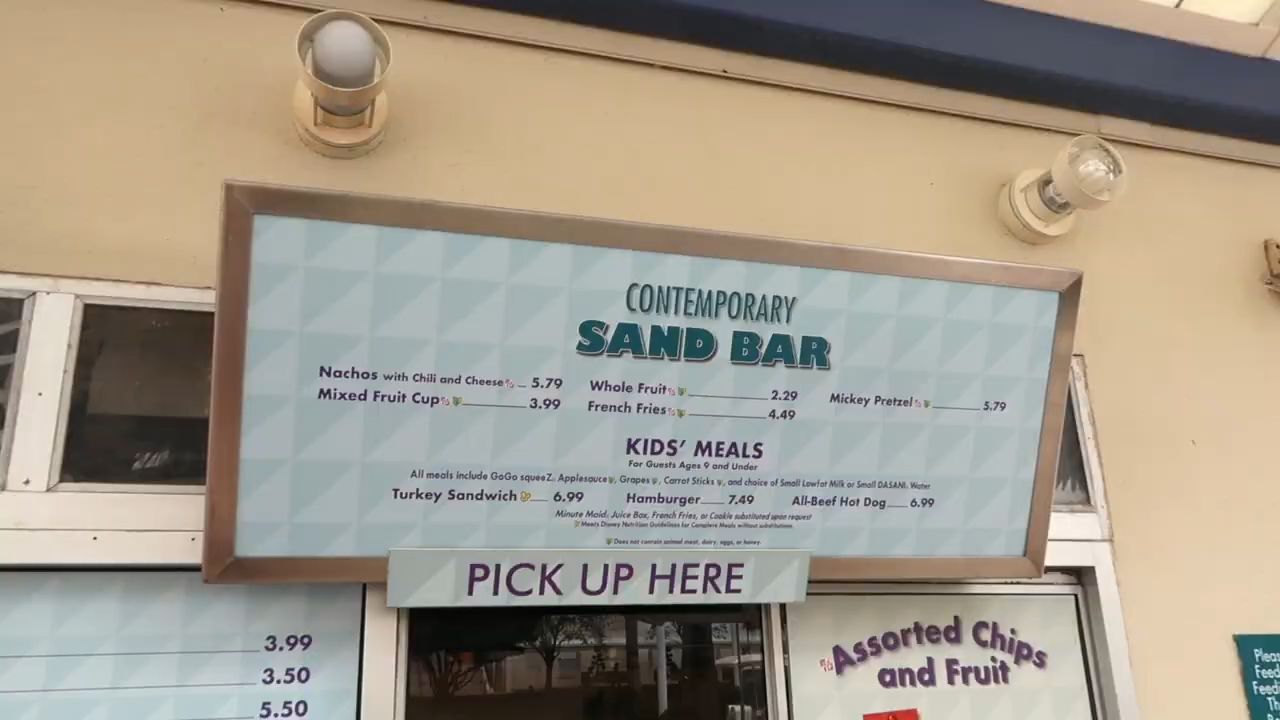 CONTEMPORARY
SAND BAR
Nachos with Chili and Cheese 5.79
Mixed Fruit Cup 3.99
Whole Fruit 2.29
French Fries 4.49
Mickey Pretzel 5.79
KIDS' MEALS
For Guests Ages 9 and Under
All meals include GoGo squeeZ® Applesauce, Grapes, Carrot Sticks, and choice of Small Lowfat Milk or Small DASANI® Water
Turkey Sandwich 6.99
Hamburger 7.49
All-Beef Hot Dog 6.99
Minute Maid® Juice Box, French Fries, or Cookie substituted upon request
Meets Disney Nutrition Guidelines for Complete Meals without substitutions.
Does not contain animal meat, dairy, eggs, or honey.
PICK UP HERE
3.99
3.50
5.50
Assorted Chips
and Fruit
Pleas
Feed
Feedi
Th